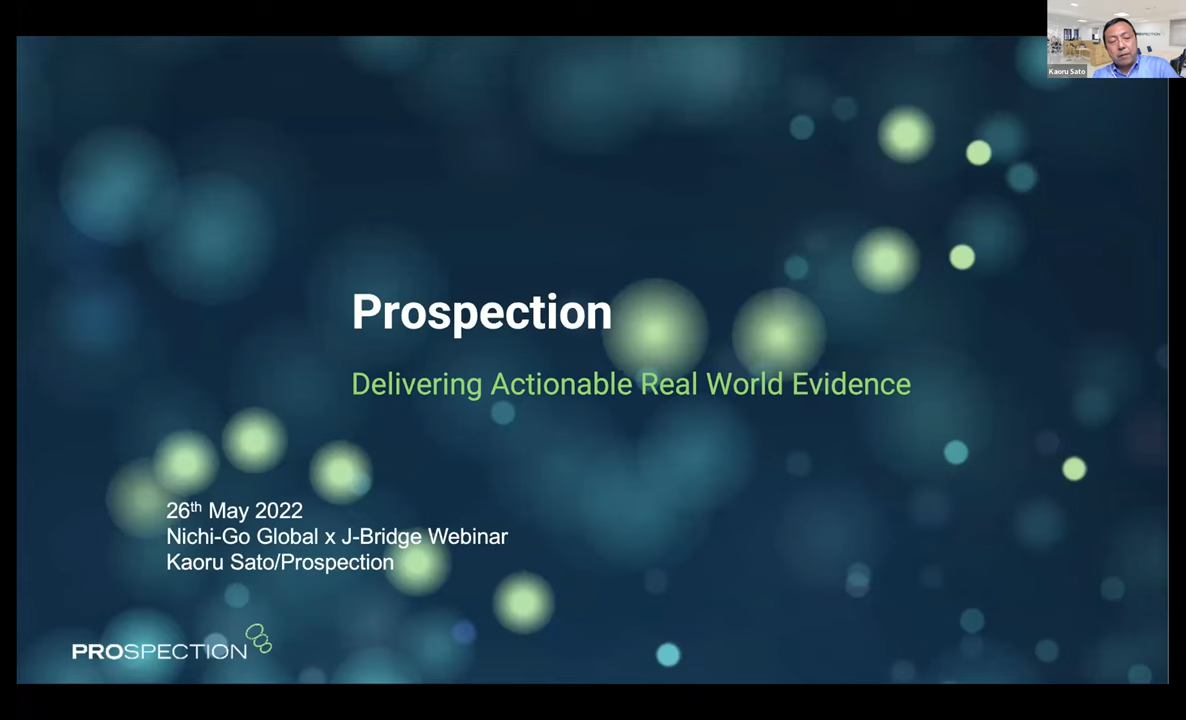 Kaoru Sato
Prospection
Delivering Actionable Real World Evidence
26th May 2022
Nichi-Go Global x J-Bridge Webinar
Kaoru Sato/Prospection
PROSPECTION